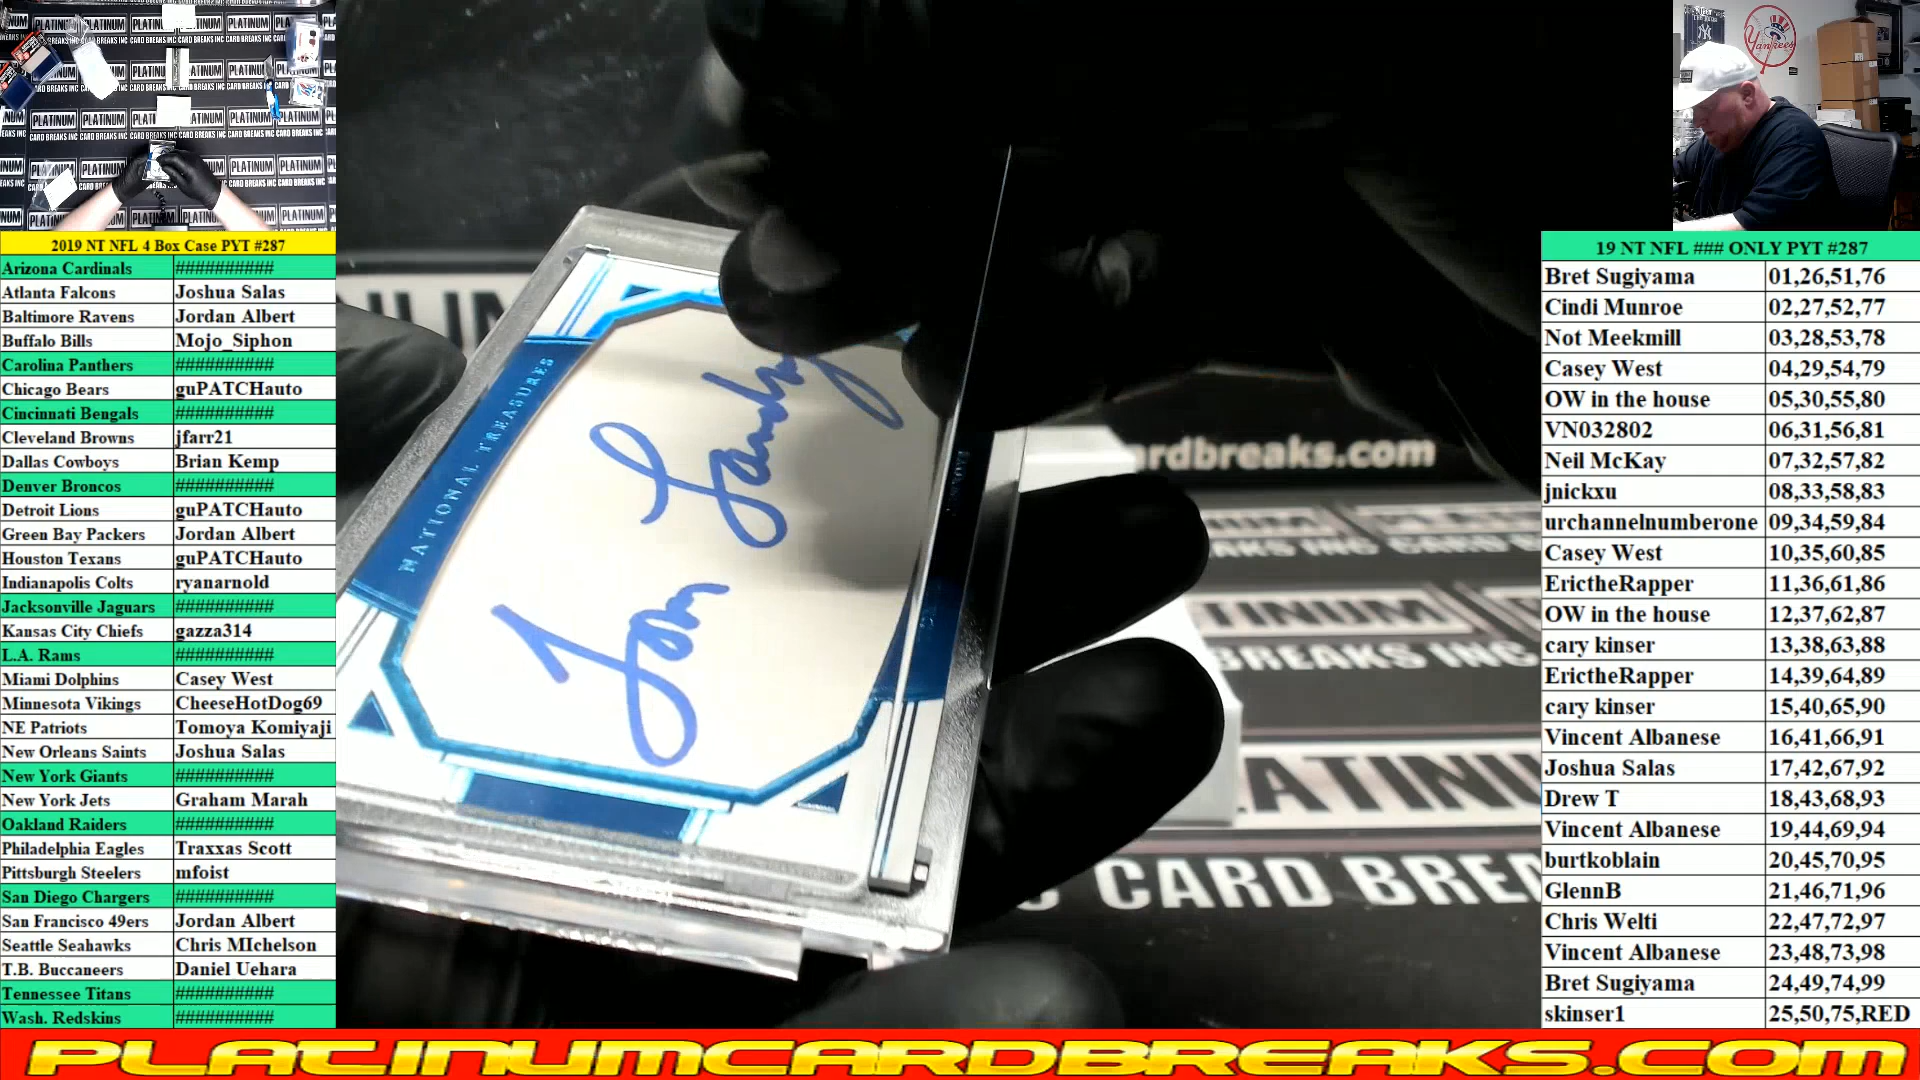 2019 NT NFL 4 Box Case PYT #287
Arizona Cardinals ##########
Atlanta Falcons Joshua Salas
Baltimore Ravens Jordan Albert
Buffalo Bills Mojo_Siphon
Carolina Panthers ##########
Chicago Bears guPATCHauto
Cincinnati Bengals ##########
Cleveland Browns jfarr21
Dallas Cowboys Brian Kemp
Denver Broncos ##########
Detroit Lions guPATCHauto
Green Bay Packers Jordan Albert
Houston Texans guPATCHauto
Indianapolis Colts ryanarnold
Jacksonville Jaguars ##########
Kansas City Chiefs gazza314
L.A. Rams ##########
Miami Dolphins Casey West
Minnesota Vikings CheeseHotDog69
NE Patriots Tomoya Komiyaji
New Orleans Saints Joshua Salas
New York Giants ##########
New York Jets Graham Marah
Oakland Raiders ##########
Philadelphia Eagles Traxxas Scott
Pittsburgh Steelers mfoist
San Diego Chargers ##########
San Francisco 49ers Jordan Albert
Seattle Seahawks Chris MIchelson
T.B. Buccaneers Daniel Uehara
Tennessee Titans ##########
Wash. Redskins ##########
NATIONAL TREASURES
Tom Landry
rdbreaks.com
CARD BREA
19 NT NFL ### ONLY PYT #287
Bret Sugiyama 01,26,51,76
Cindi Munroe 02,27,52,77
Not Meekmill 03,28,53,78
Casey West 04,29,54,79
OW in the house 05,30,55,80
VN032802 06,31,56,81
Neil McKay 07,32,57,82
jnickxu 08,33,58,83
urchannelnumberone 09,34,59,84
Casey West 10,35,60,85
ErictheRapper 11,36,61,86
OW in the house 12,37,62,87
cary kinser 13,38,63,88
ErictheRapper 14,39,64,89
cary kinser 15,40,65,90
Vincent Albanese 16,41,66,91
Joshua Salas 17,42,67,92
Drew T 18,43,68,93
Vincent Albanese 19,44,69,94
burtkoblain 20,45,70,95
GlennB 21,46,71,96
Chris Welti 22,47,72,97
Vincent Albanese 23,48,73,98
Bret Sugiyama 24,49,74,99
skinser1 25,50,75,RED
PLATINUMCARDBREAKS.COM